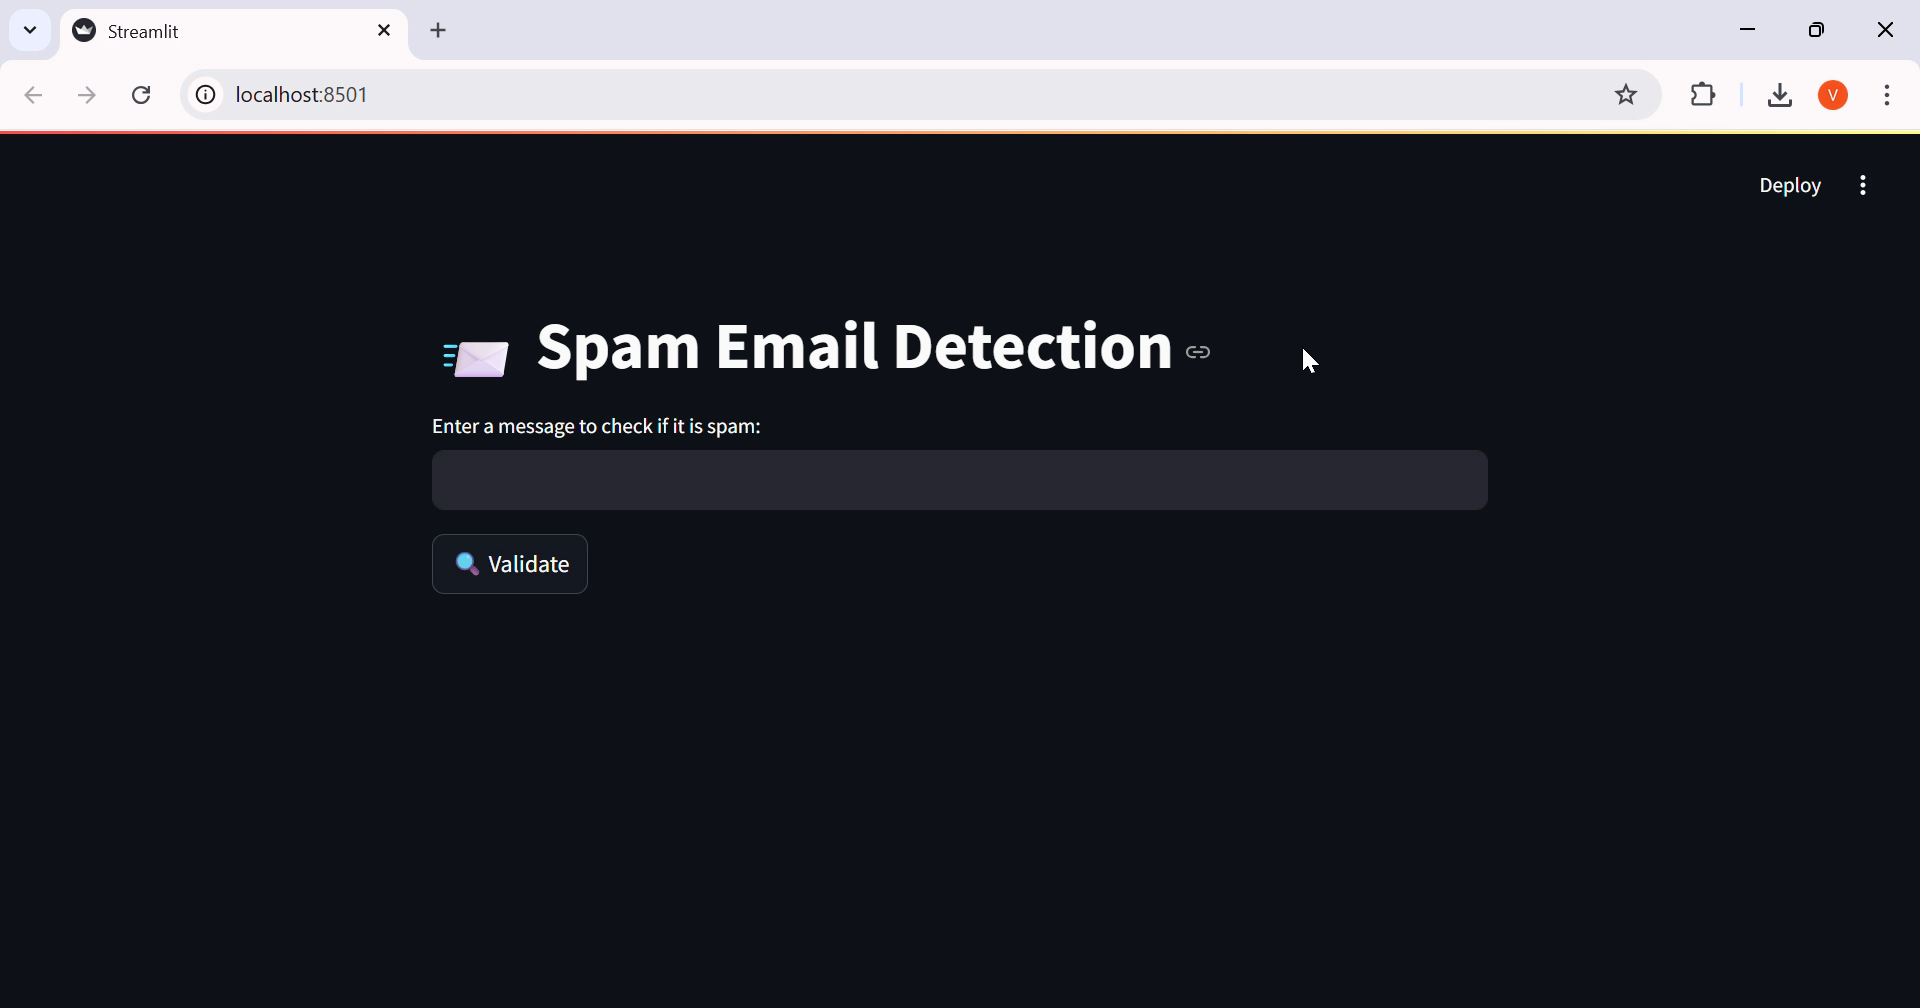 Streamlit
localhost:8501
V
Deploy
Spam Email Detection
Enter a message to check if it is spam:
Validate